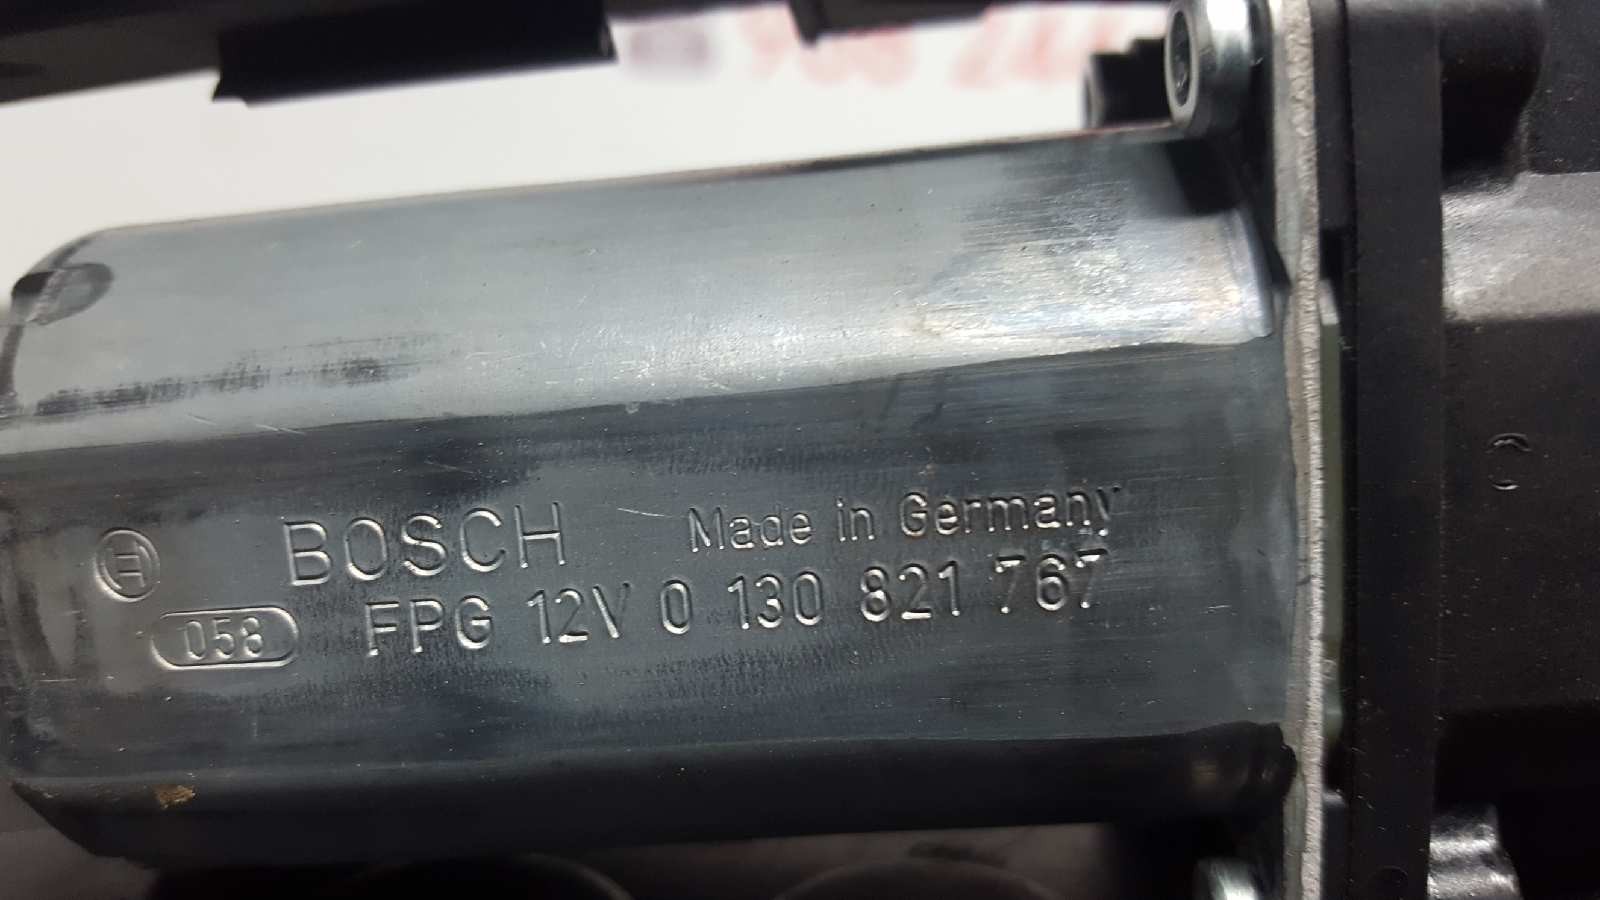 BOSCH Made in Germany
058 FPG 12V 0 130 821 767